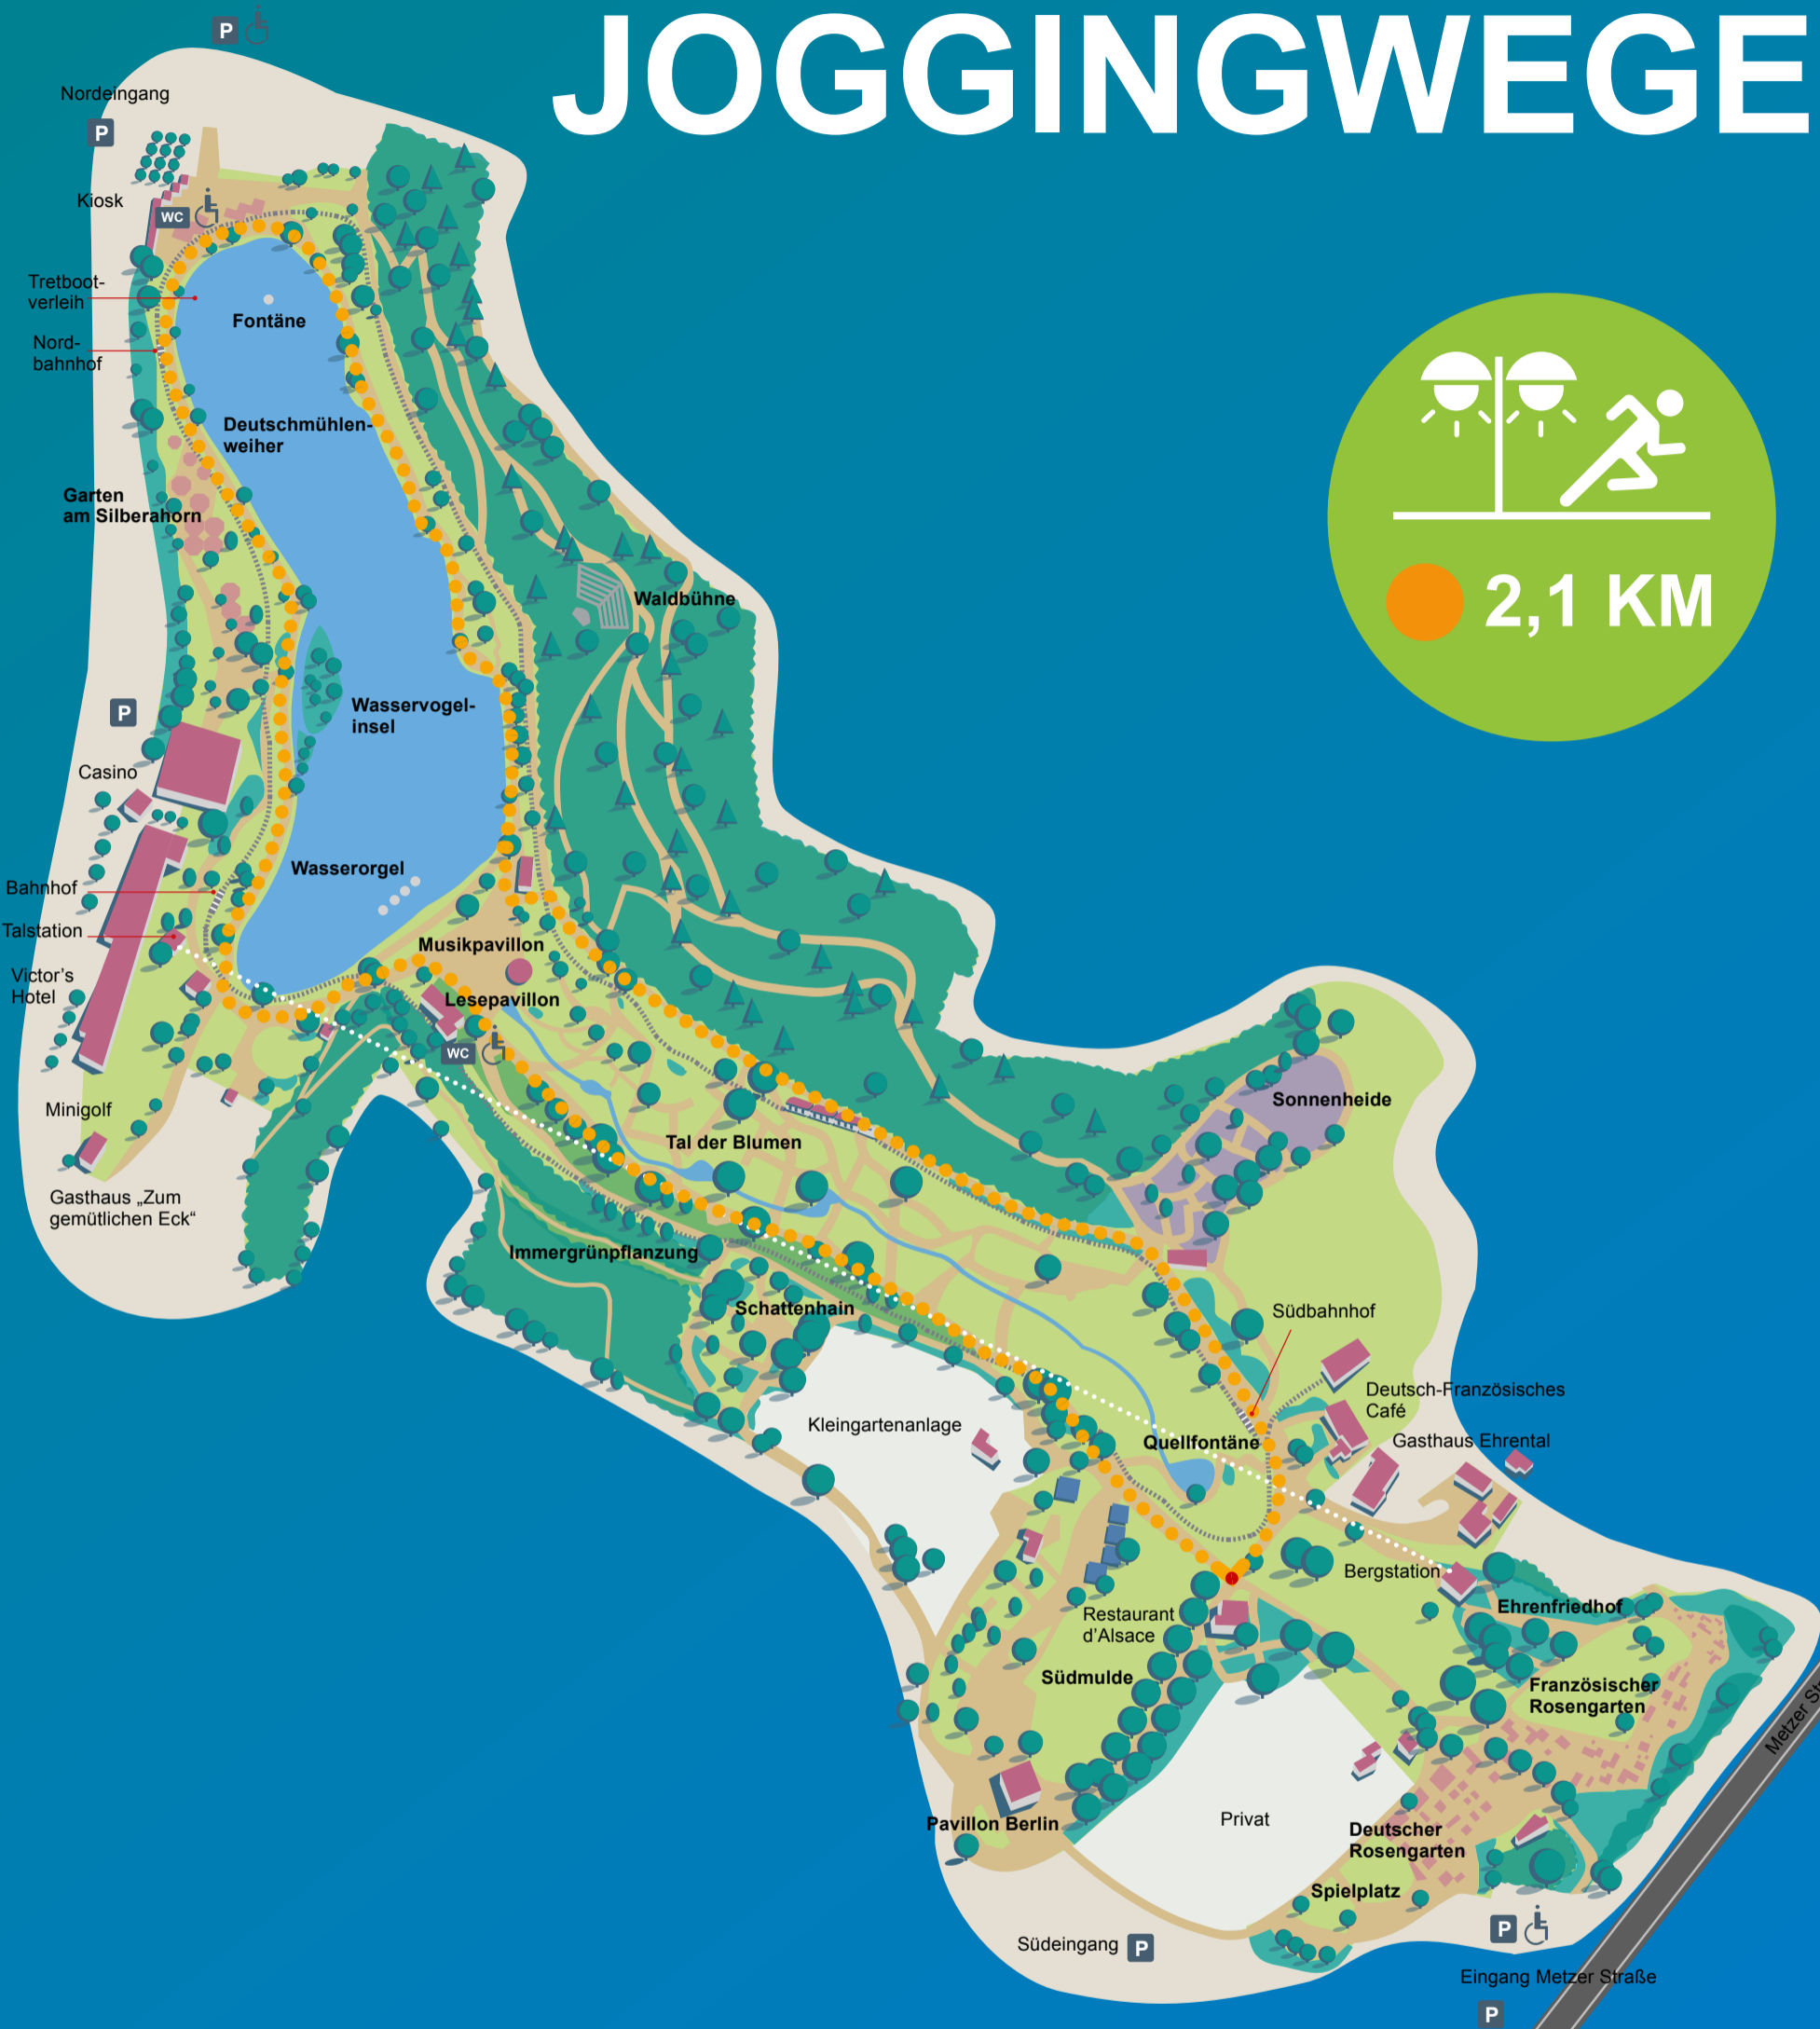 JOGGINGWEGE
P
Nordeingang
P
Kiosk
WC
Tretboot-
verleih
Fontäne
Nord-
bahnhof
Deutschmühlen-
weiher
Garten
am Silberahorn
Waldbühne
2,1 KM
P
Wasservogel-
insel
Casino
Wasserorgel
Bahnhof
Talstation
Musikpavillon
Victor's
Hotel
Lesepavillon
WC
Minigolf
Sonnenheide
Tal der Blumen
Gasthaus „Zum
gemütlichen Eck“
Immergrünpflanzung
Schattenhain
Südbahnhof
Deutsch-Französisches
Café
Kleingartenanlage
Quellfontäne
Gasthaus Ehrental
Bergstation
Restaurant
d'Alsace
Ehrenfriedhof
Südmulde
Französischer
Rosengarten
Metzer
Pavillon Berlin
Privat
Deutscher
Rosengarten
Spielplatz
Südeingang P
P
Eingang Metzer Straße
P